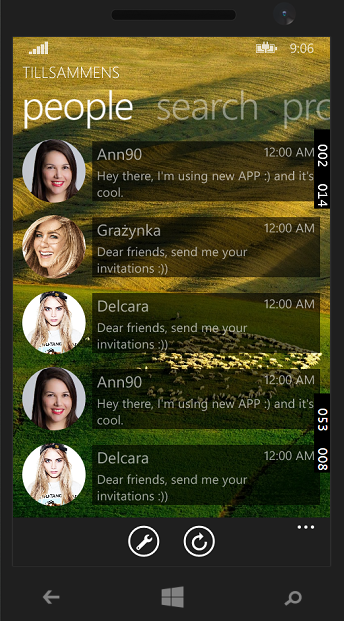 9:06
TILLSAMMENS
people search pro
002 014
Ann90 12:00 AM
Hey there, I'm using new APP :) and it's
cool.
Grażynka 12:00 AM
Dear friends, send me your
invitations :))
Delcara 12:00 AM
Dear friends, send me your
invitations :))
Ann90 12:00 AM
Hey there, I'm using new APP :) and it's
cool.
053 008
Delcara 12:00 AM
Dear friends, send me your
invitations :))